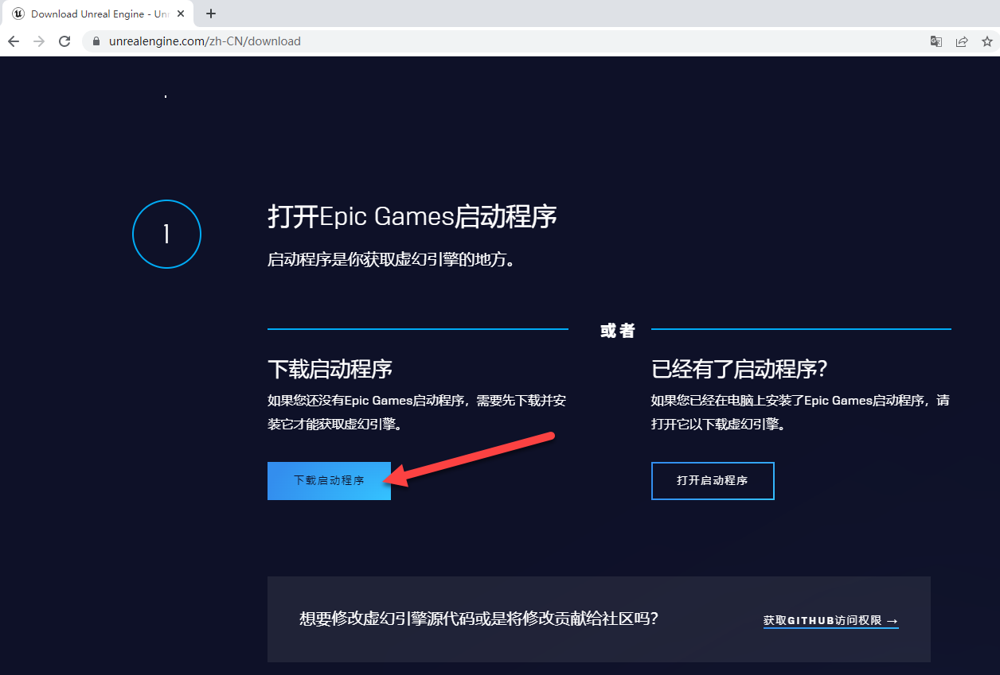 Download Unreal Engine - Un
unrealengine.com/zh-CN/download
1
打开Epic Games启动程序
启动程序是你获取虚幻引擎的地方。
或者
下载启动程序
如果您还没有Epic Games启动程序，需要先下载并安
装它才能获取虚幻引擎。
下载启动程序
已经有了启动程序?
如果您已经在电脑上安装了Epic Games启动程序，请
打开它以下载虚幻引擎。
打开启动程序
想要修改虚幻引擎源代码或是将修改贡献给社区吗?
获取GITHUB访问权限 →